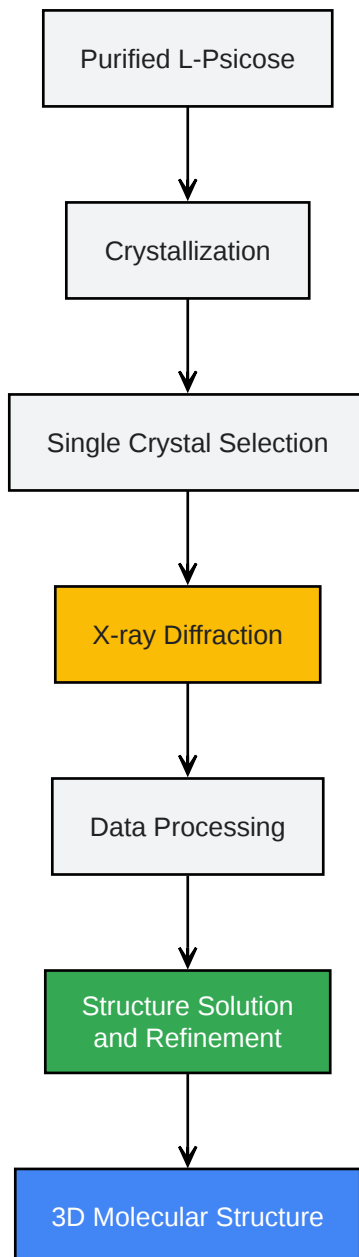 Purified L-Psicose
Crystallization
Single Crystal Selection
X-ray Diffraction
Data Processing
Structure Solution
and Refinement
3D Molecular Structure